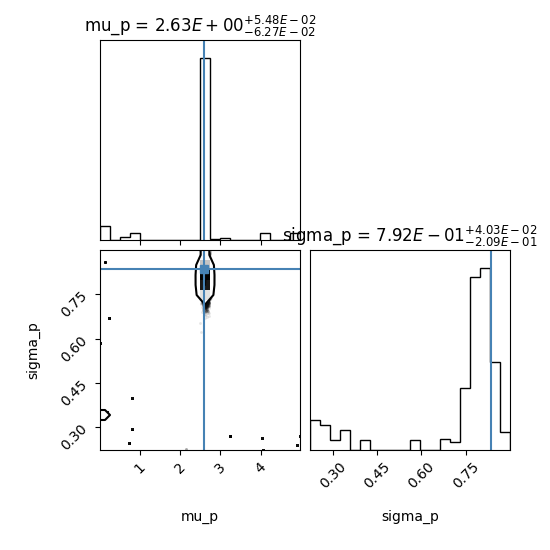 mu_p = 2.63E + 00 +5.48E − 02 −6.27E − 02
sigma_p = 7.92E − 01 +4.03E − 02 −2.09E − 01
sigma_p
0.75
0.60
0.45
0.30
1 2 3 4
0.30 0.45 0.60 0.75
mu_p
sigma_p